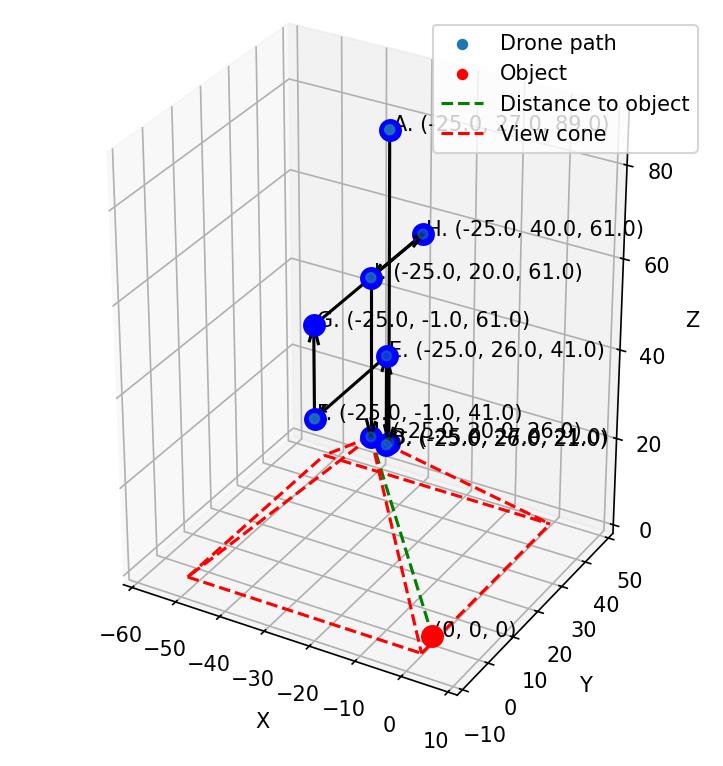 Drone path
Object
Distance to object
View cone
A. (-25.0, 27.0, 89.0)
H. (-25.0, 40.0, 61.0)
(-25.0, 20.0, 61.0)
G. (-25.0, -1.0, 61.0)
E. (-25.0, 26.0, 41.0)
(-25.0, -1.0, 41.0)
(0, 0, 0)
80
60
40
20
0
Z
50
40
30
20
10
0
−10
Y
−60
−50
−40
−30
−20
−10
0
10
X